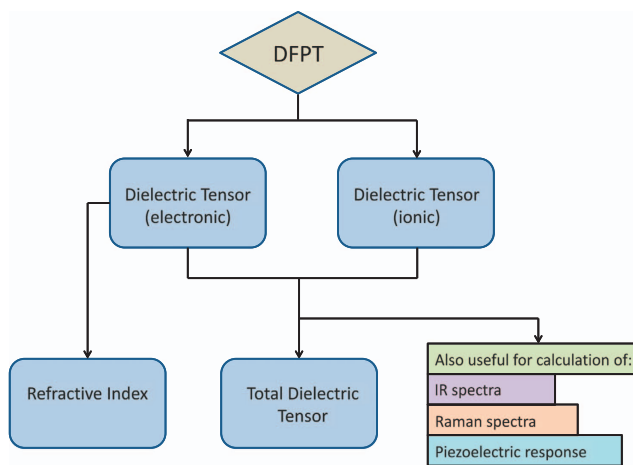 DFPT
Dielectric Tensor
(electronic)
Dielectric Tensor
(ionic)
Refractive Index
Total Dielectric
Tensor
Also useful for calculation of:
IR spectra
Raman spectra
Piezoelectric response